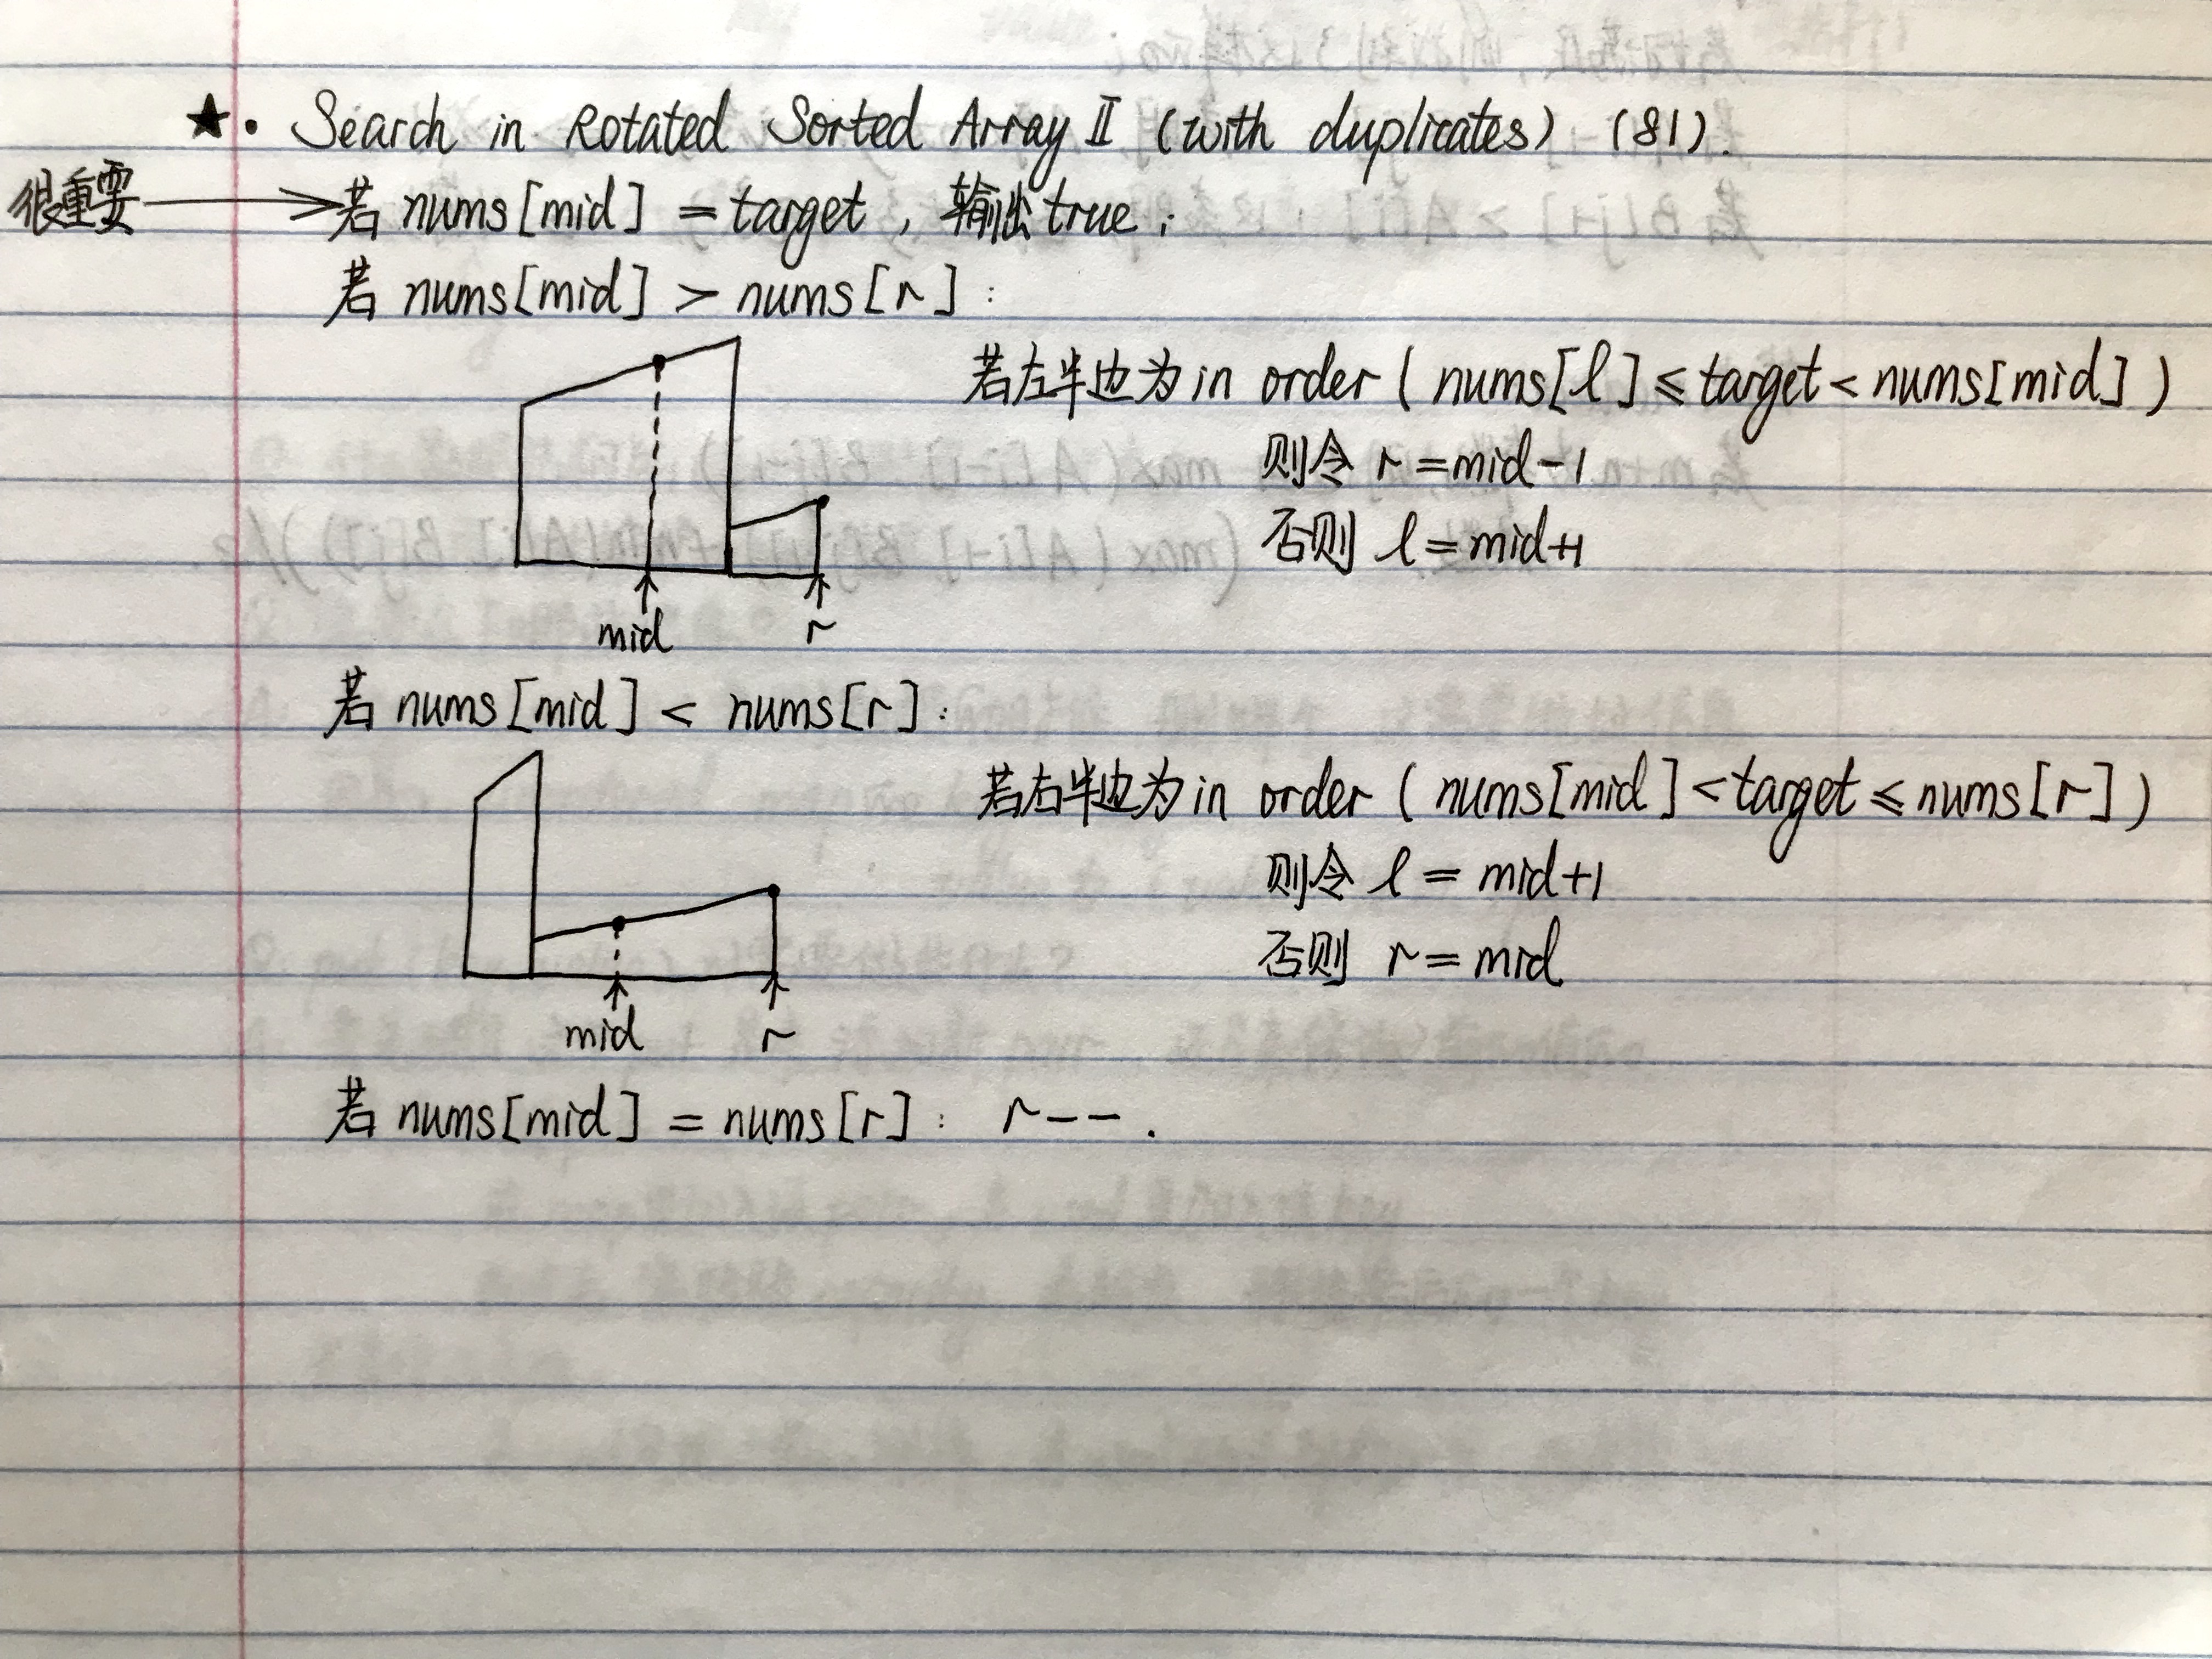 ★. Search in Rotated Sorted Array II (with duplicates) (81).
很重要 → 若 nums[mid] = target, 输出 true;
若 nums[mid] > nums[r]:
若左半边为 in order (nums[l] ≤ target < nums[mid])
则令 r = mid-1
否则 l = mid+1
mid r
若 nums[mid] < nums[r]:
若右半边为 in order (nums[mid] < target ≤ nums[r])
则令 l = mid+1
否则 r = mid
mid r
若 nums[mid] = nums[r]: r--.